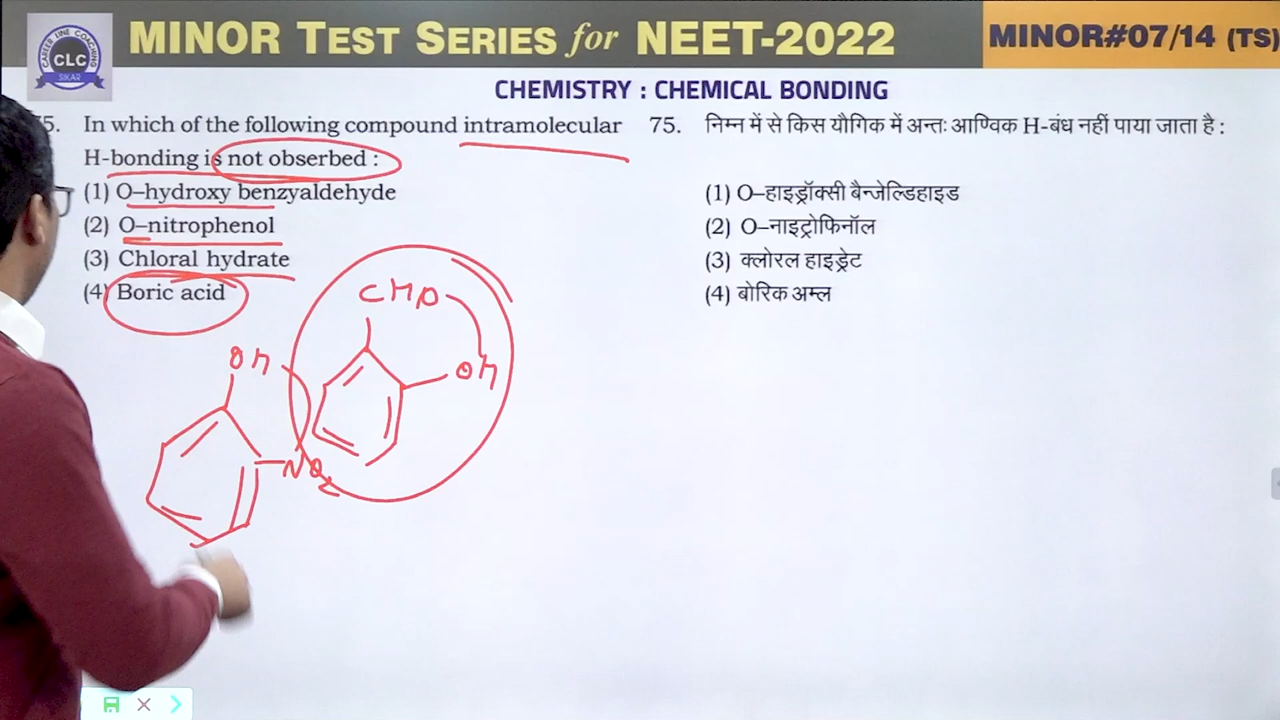 CAREER LINE COACHING
CLC
SIKAR
MINOR TEST SERIES for NEET-2022
MINOR#07/14 (TS)
CHEMISTRY : CHEMICAL BONDING
5. In which of the following compound intramolecular
H-bonding is not obserbed :
(1) O–hydroxy benzyaldehyde
(2) O–nitrophenol
(3) Chloral hydrate
(4) Boric acid
75. निम्न में से किस यौगिक में अन्तः आण्विक H-बंध नहीं पाया जाता है :
(1) O–हाइड्रॉक्सी बैन्जेल्डिहाइड
(2) O–नाइट्रोफिनॉल
(3) क्लोरल हाइड्रेट
(4) बोरिक अम्ल
CHO
OH
OH
NO2